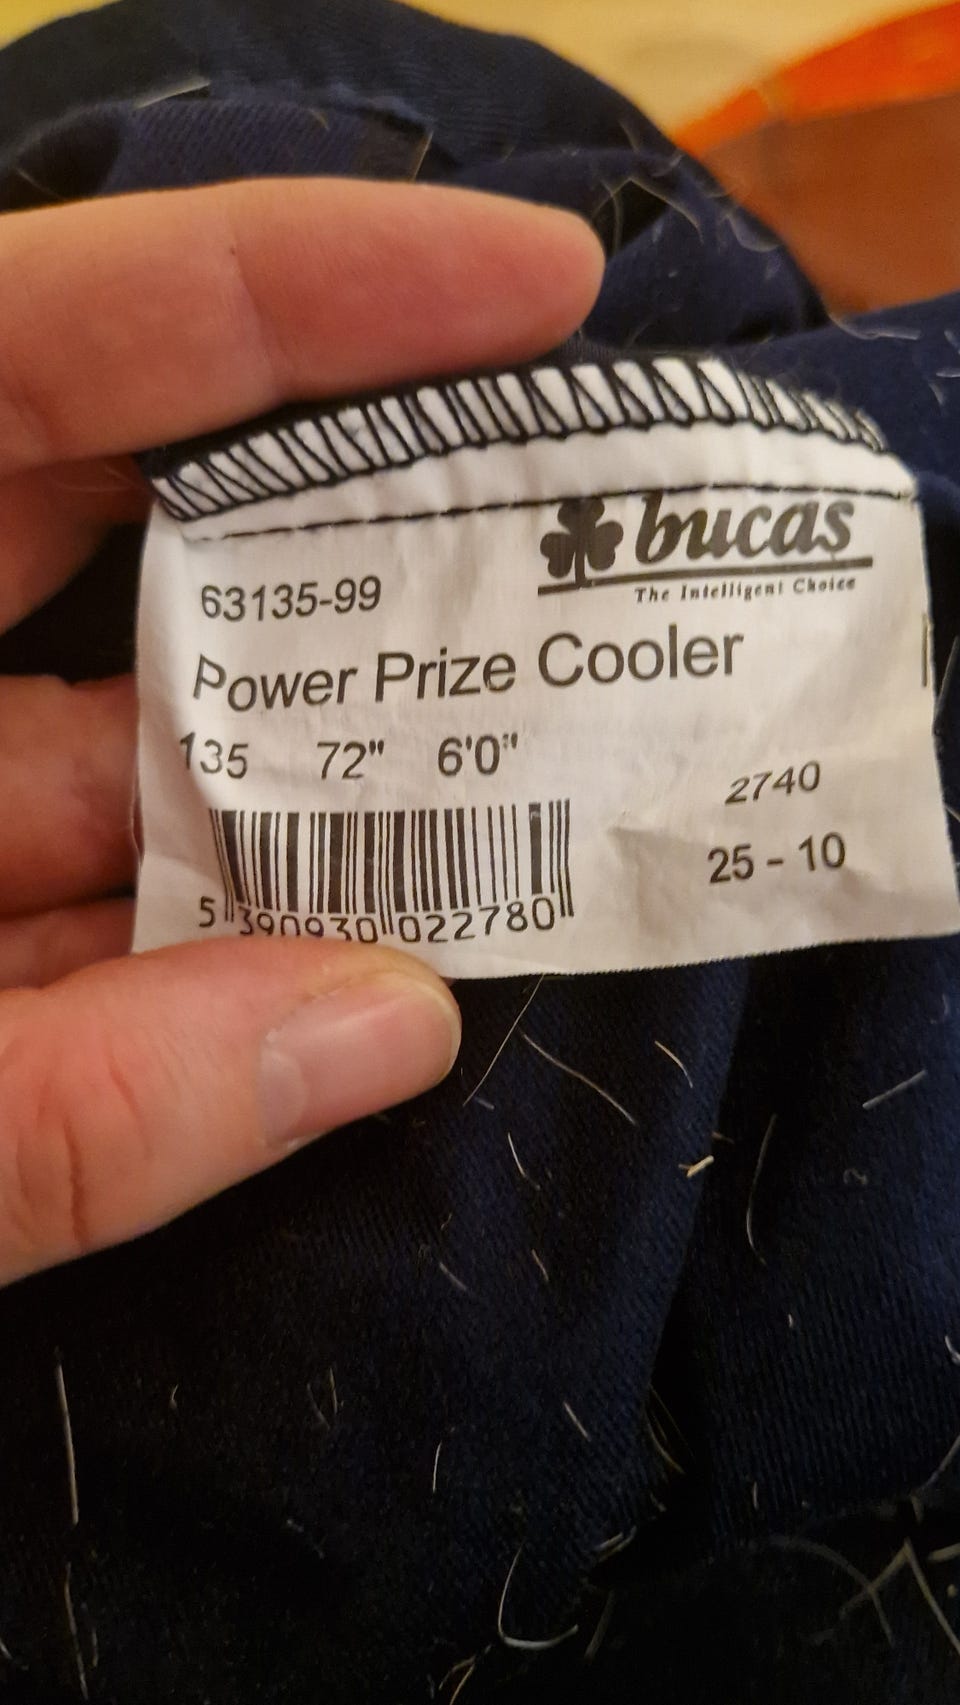 bucas
The Intelligent Choice
63135-99
Power Prize Cooler
135 72" 6'0"
2740
25 - 10
5 390930 022780